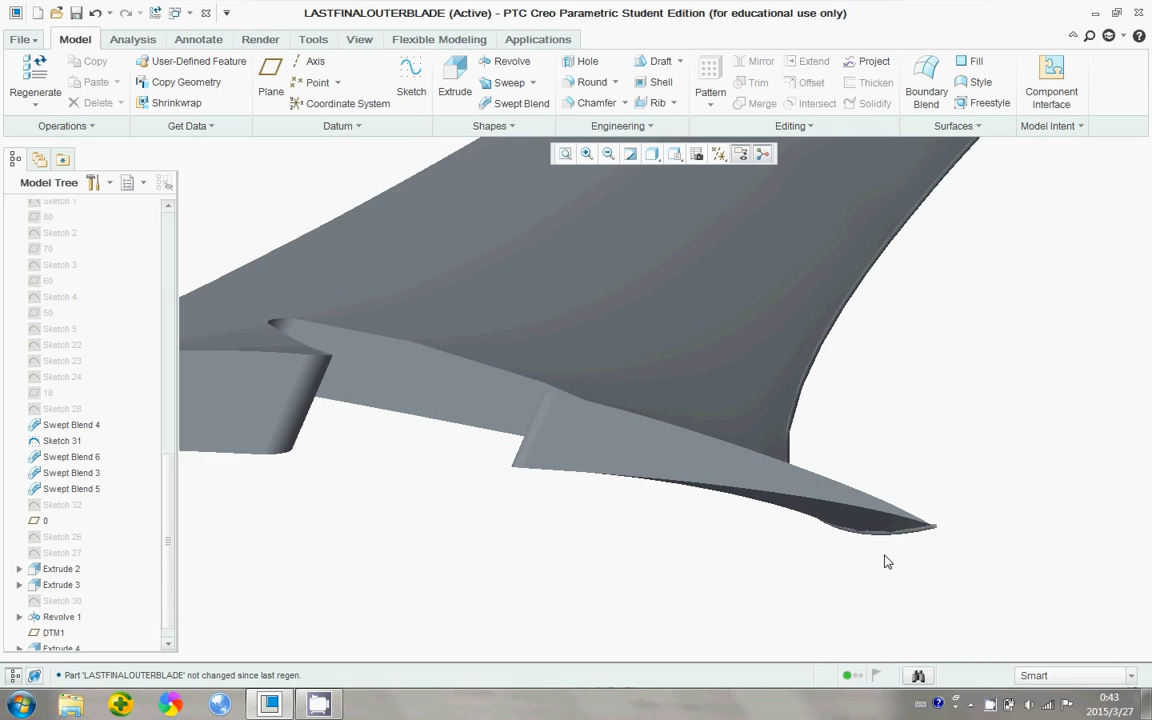 LASTFINALOUTERBLADE (Active) - PTC Creo Parametric Student Edition (for educational use only)
File Model Analysis Annotate Render Tools View Flexible Modeling Applications
Regenerate Copy Paste Delete
User-Defined Feature
Copy Geometry
Shrinkwrap
Plane Axis Point Coordinate System Sketch
Extrude Revolve Sweep Swept Blend
Hole Round Chamfer Draft Shell Rib
Pattern Mirror Trim Merge Extend Offset Intersect Project Thicken Solidify
Boundary Blend Fill Style Freestyle
Component Interface
Operations Get Data Datum Shapes Engineering Editing Surfaces Model Intent
Model Tree
Sketch 1
80
Sketch 2
70
Sketch 3
60
Sketch 4
50
Sketch 5
Sketch 22
Sketch 23
Sketch 24
18
Sketch 28
Swept Blend 4
Sketch 31
Swept Blend 6
Swept Blend 3
Swept Blend 5
Sketch 32
0
Sketch 26
Sketch 27
Extrude 2
Extrude 3
Sketch 30
Revolve 1
DTM1
Extrude 4
• Part 'LASTFINALOUTERBLADE' not changed since last regen.
Smart
0:43
2015/3/27